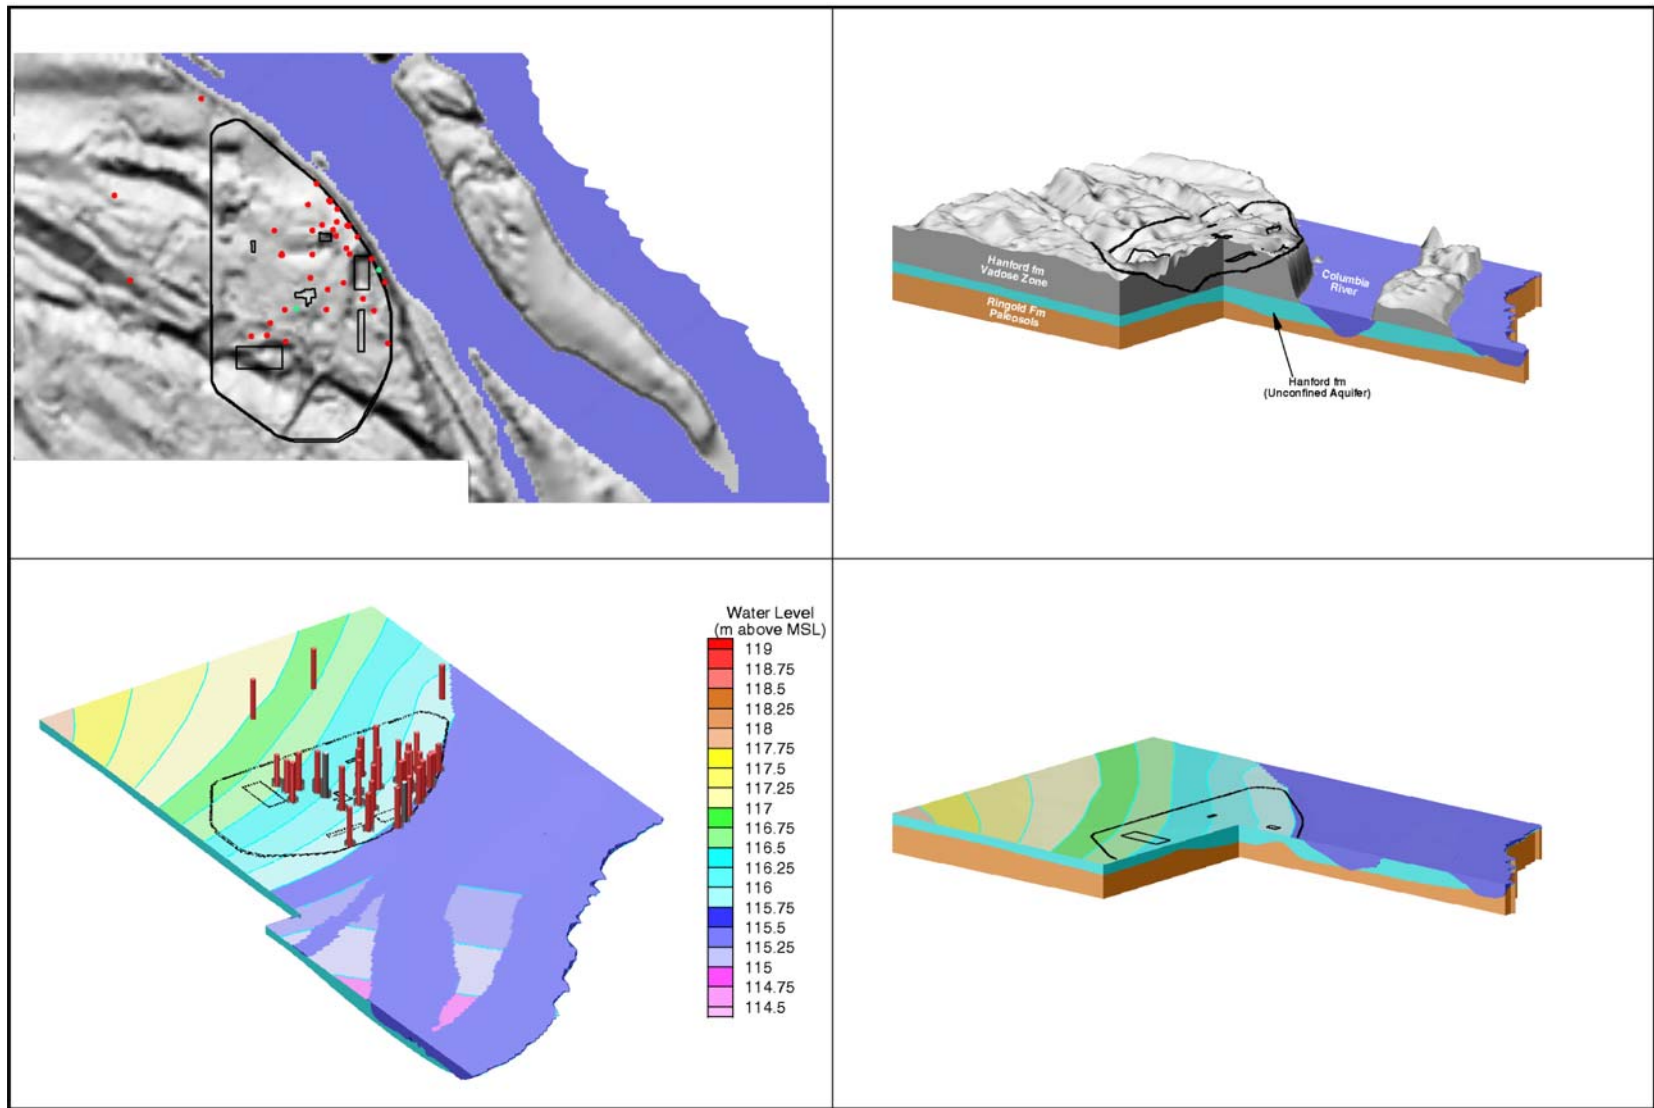 Hanford fm
Vadose Zone
Ringold Fm
Paleosols
Columbia
River
Hanford fm
(Unconfined Aquifer)
Water Level
(m above MSL)
119
118.75
118.5
118.25
118
117.75
117.5
117.25
117
116.75
116.5
116.25
116
115.75
115.5
115.25
115
114.75
114.5